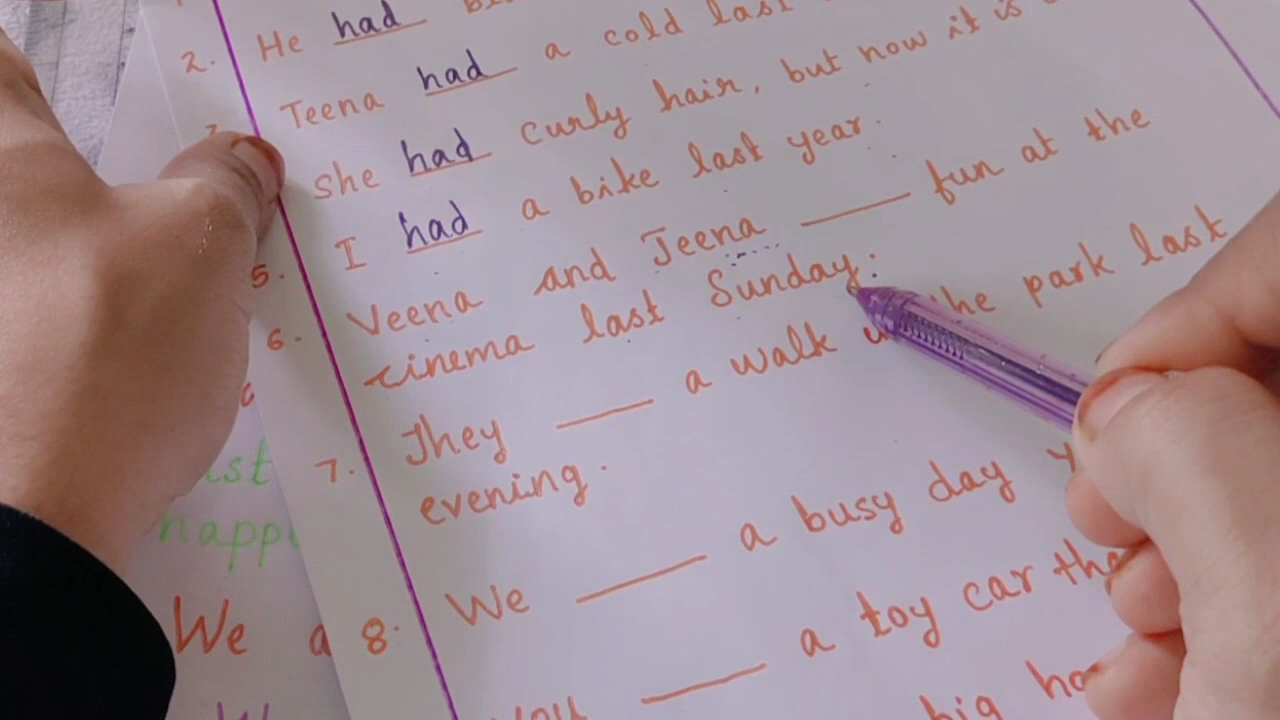 He had
2. Teena had a cold last
She had curly hair, but now it is
I had a bike last year.
5.
6. Veena and Teena ____ fun at the
cinema last Sunday.
7. They ____ a walk in the park last
evening.
8. We ____ a busy day
You ____ a toy car
big
We a